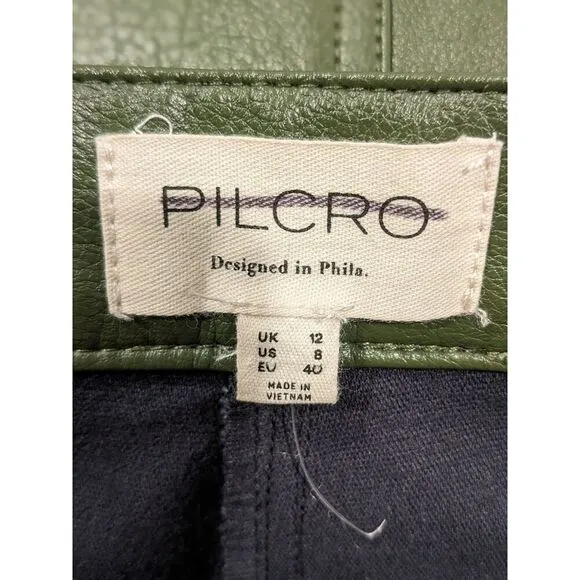 PILCRO
Designed in Phila.
UK 12
US 8
EU 40
MADE IN
VIETNAM